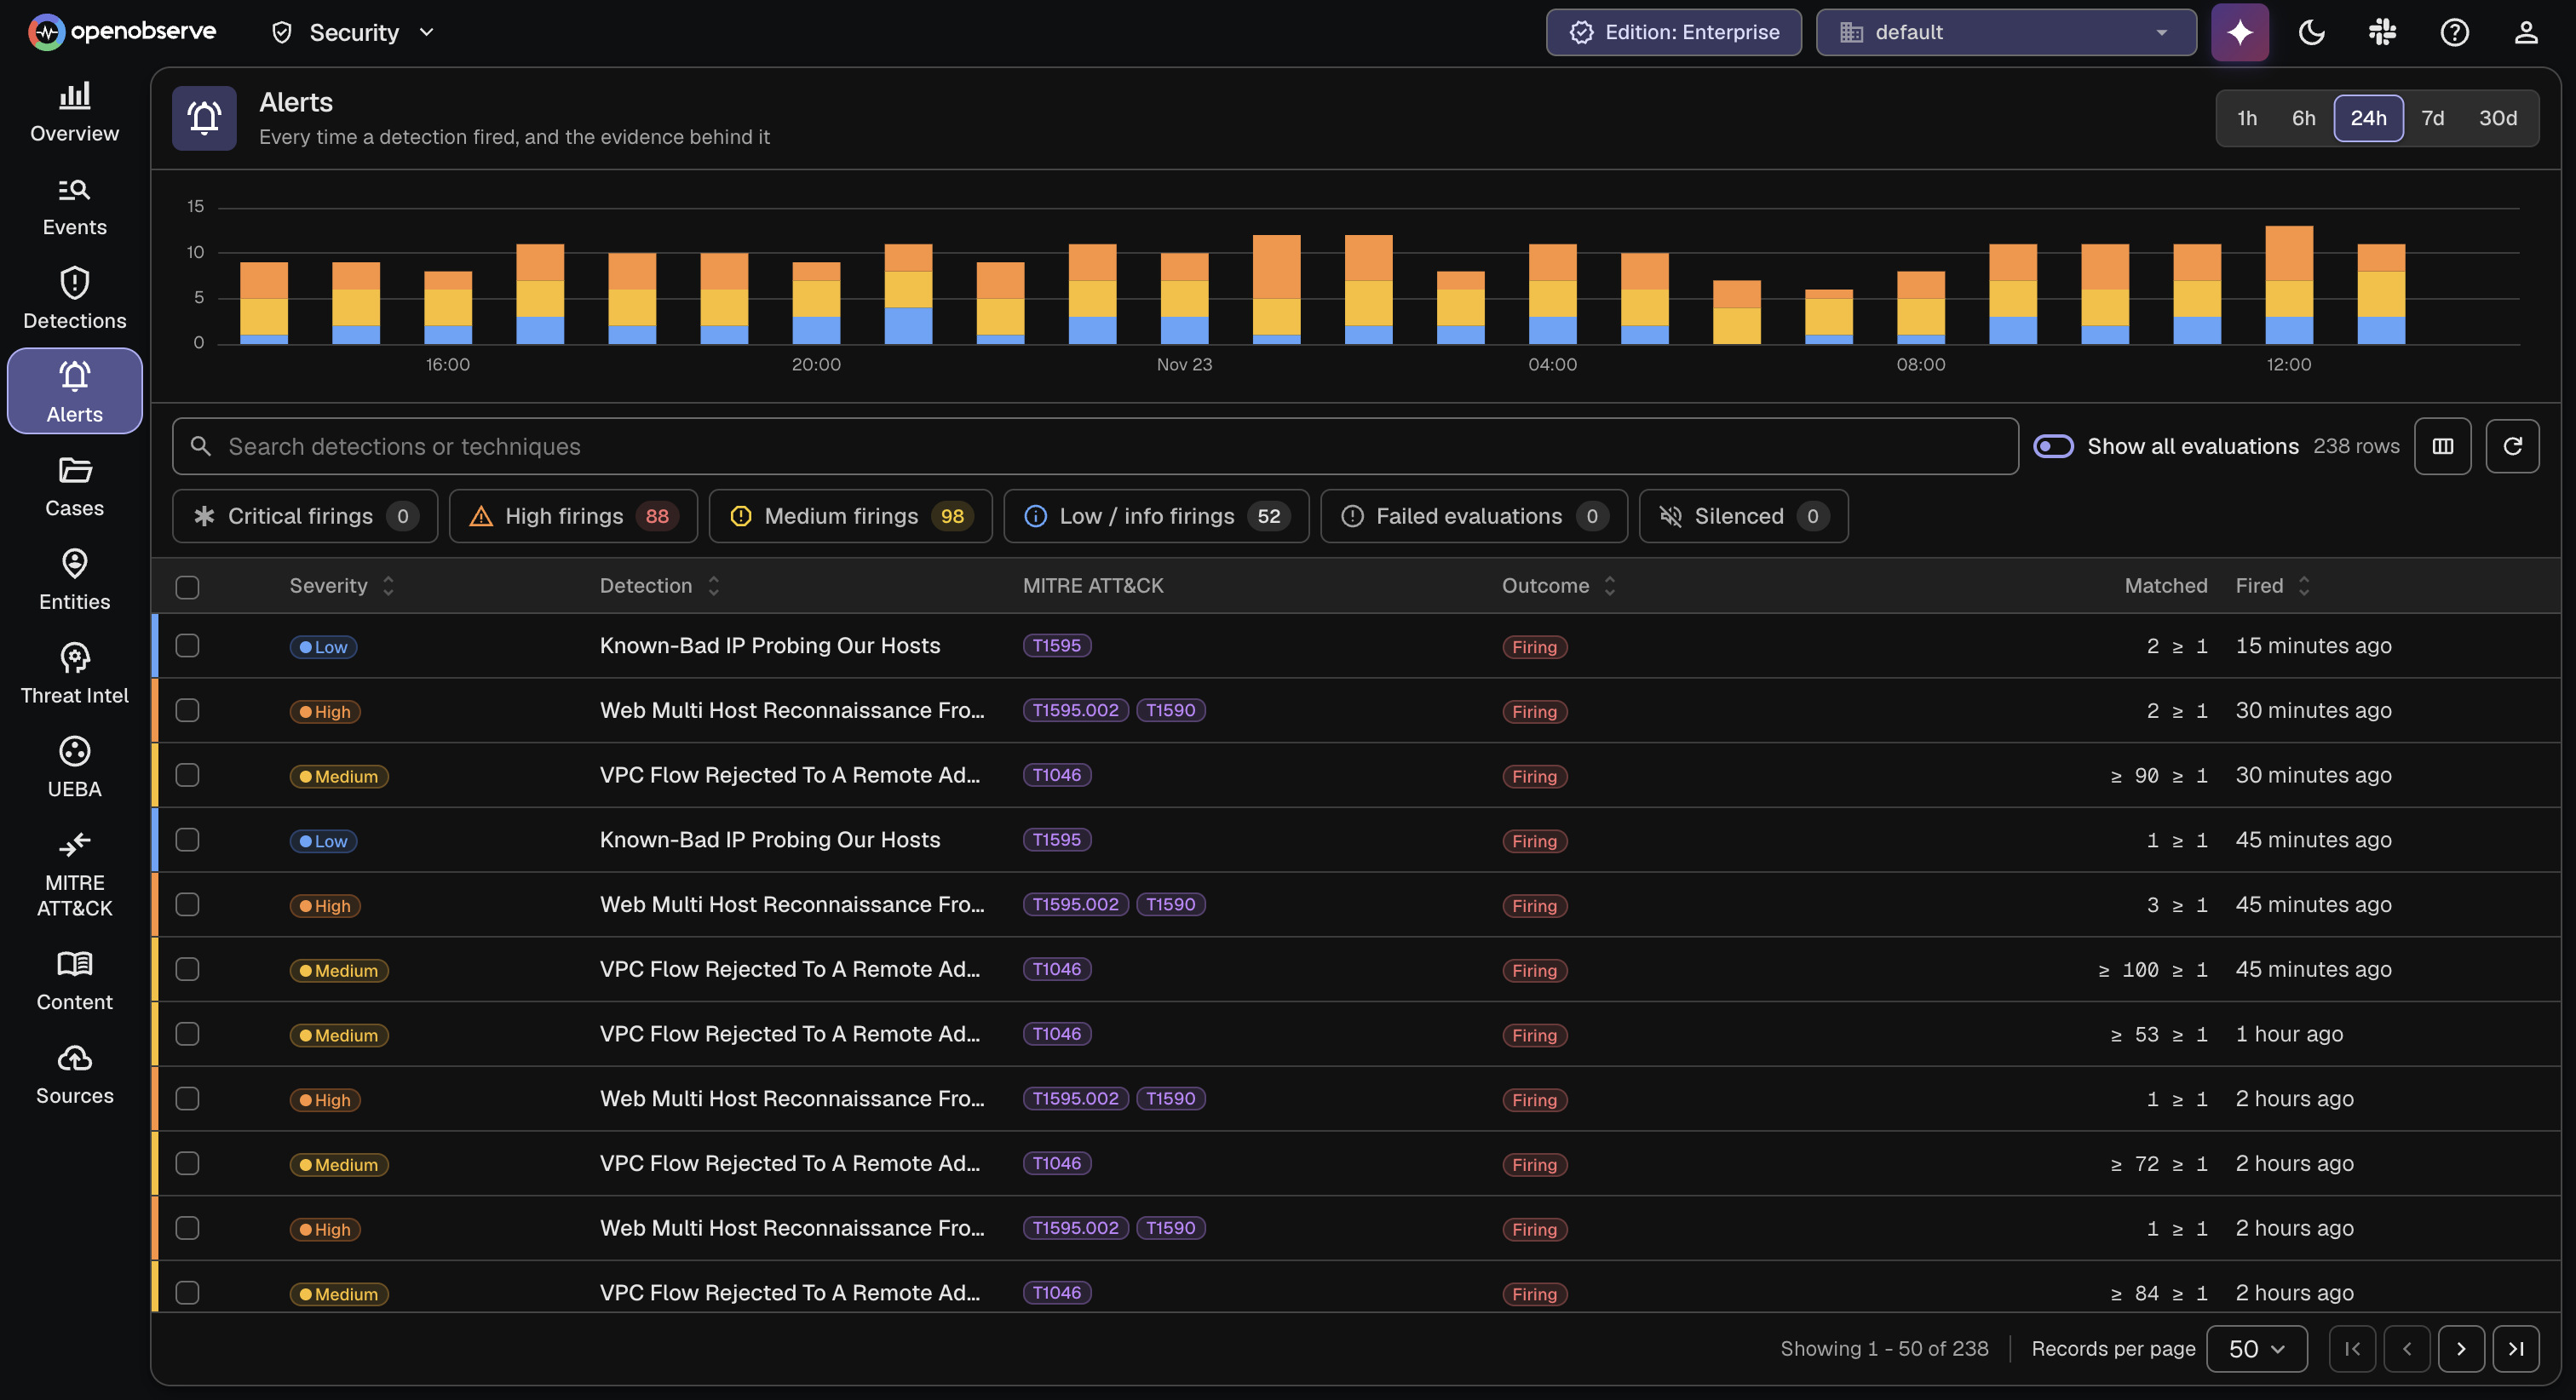 openobserve
Security
Edition: Enterprise
default
Overview
Events
Detections
Alerts
Cases
Entities
Threat Intel
UEBA
MITRE
ATT&CK
Content
Sources
Alerts
Every time a detection fired, and the evidence behind it
1h 6h 24h 7d 30d
15
10
5
0
16:00 20:00 Nov 23 04:00 08:00 12:00
Search detections or techniques
Show all evaluations 238 rows
Critical firings 0 High firings 88 Medium firings 98 Low / info firings 52 Failed evaluations 0 Silenced 0
Severity Detection MITRE ATT&CK Outcome Matched Fired
Low Known-Bad IP Probing Our Hosts T1595 Firing 2 ≥ 1 15 minutes ago
High Web Multi Host Reconnaissance Fro... T1595.002 T1590 Firing 2 ≥ 1 30 minutes ago
Medium VPC Flow Rejected To A Remote Ad... T1046 Firing ≥ 90 ≥ 1 30 minutes ago
Low Known-Bad IP Probing Our Hosts T1595 Firing 1 ≥ 1 45 minutes ago
High Web Multi Host Reconnaissance Fro... T1595.002 T1590 Firing 3 ≥ 1 45 minutes ago
Medium VPC Flow Rejected To A Remote Ad... T1046 Firing ≥ 100 ≥ 1 45 minutes ago
Medium VPC Flow Rejected To A Remote Ad... T1046 Firing ≥ 53 ≥ 1 1 hour ago
High Web Multi Host Reconnaissance Fro... T1595.002 T1590 Firing 1 ≥ 1 2 hours ago
Medium VPC Flow Rejected To A Remote Ad... T1046 Firing ≥ 72 ≥ 1 2 hours ago
High Web Multi Host Reconnaissance Fro... T1595.002 T1590 Firing 1 ≥ 1 2 hours ago
Medium VPC Flow Rejected To A Remote Ad... T1046 Firing ≥ 84 ≥ 1 2 hours ago
Showing 1 - 50 of 238 Records per page 50